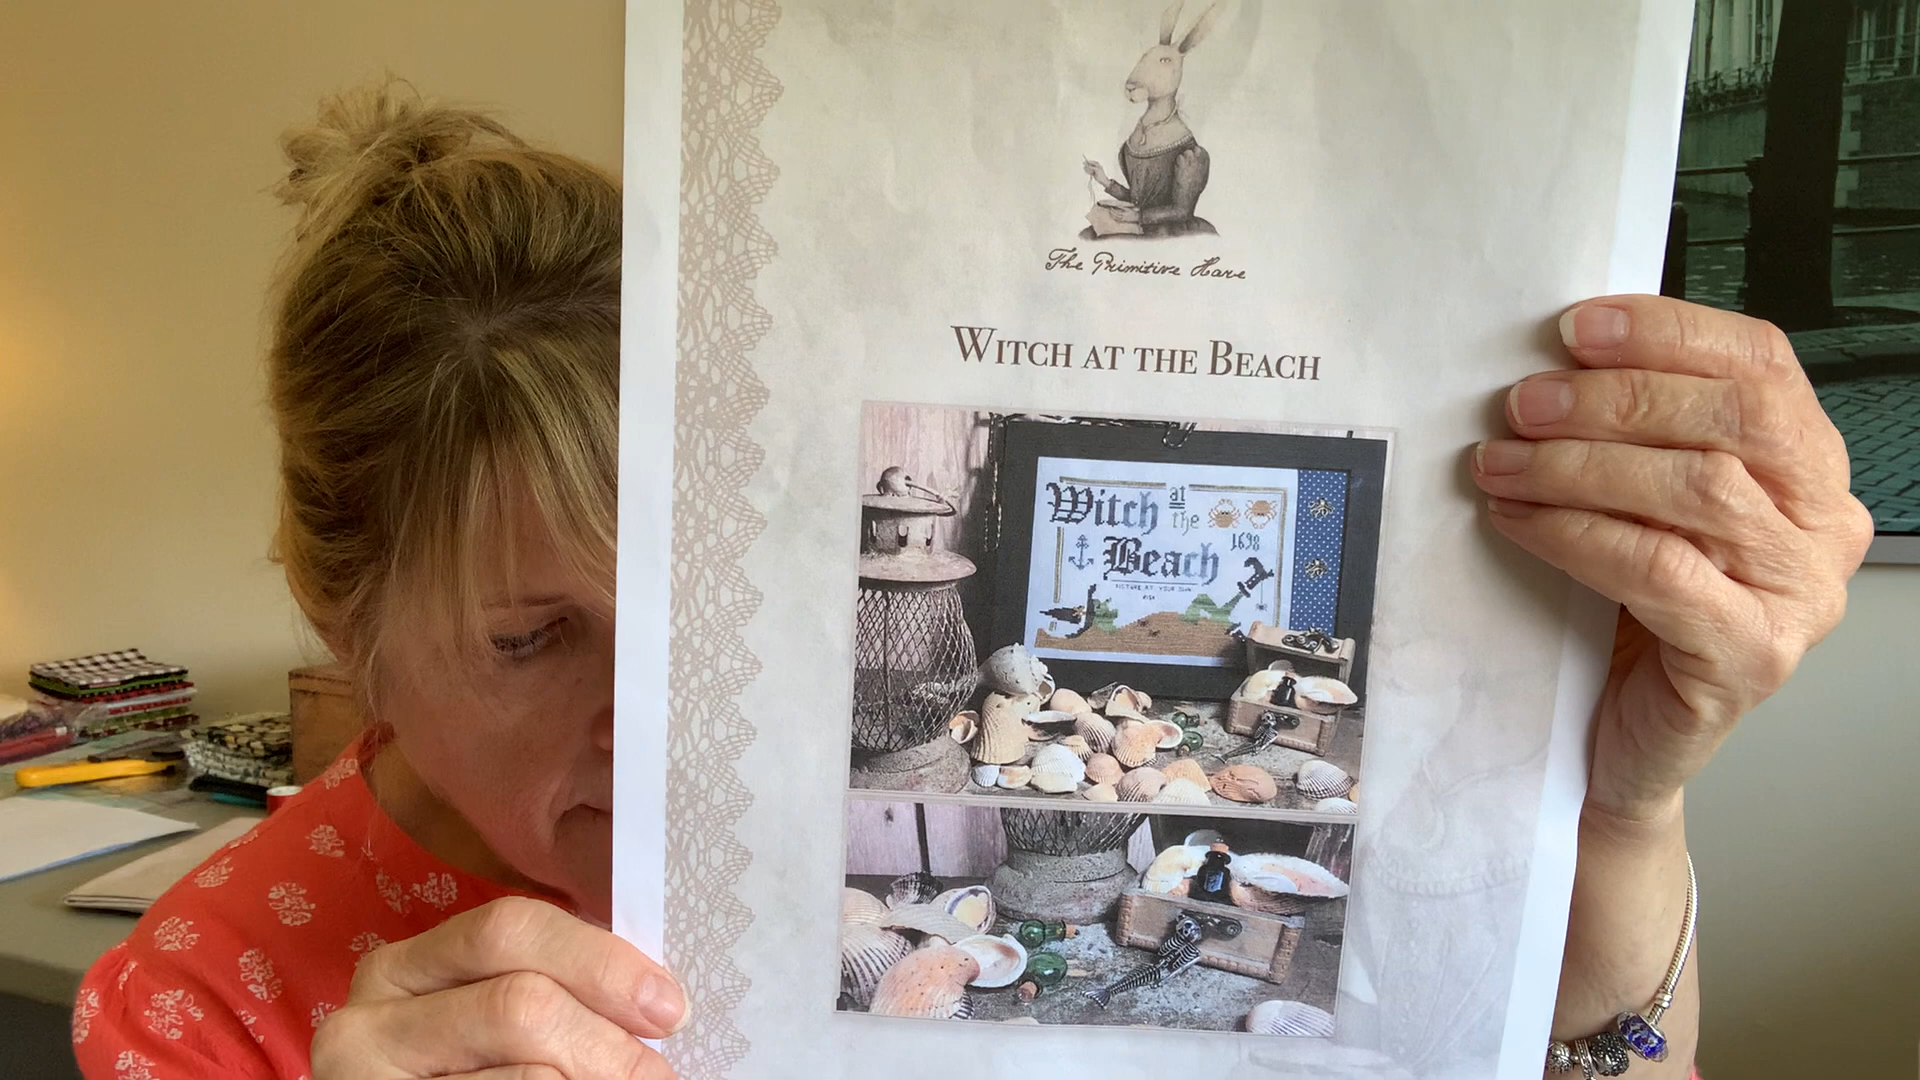 The Primitive Hare
WITCH AT THE BEACH
Witch at
the
1698
Beach